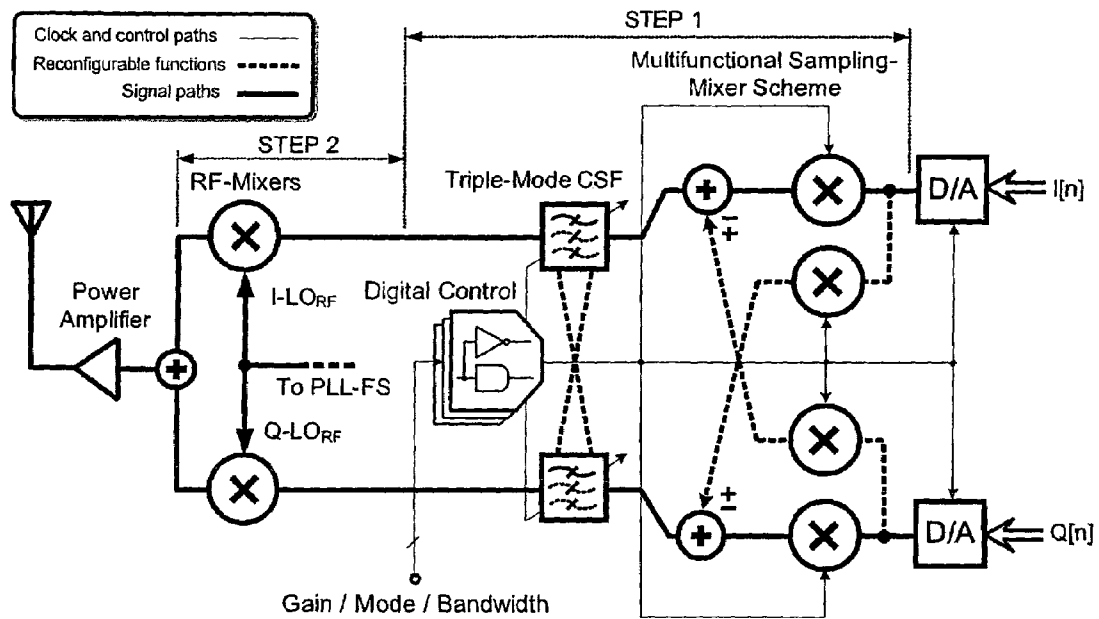 STEP 1
Clock and control paths
Reconfigurable functions
Signal paths
Multifunctional Sampling-
Mixer Scheme
STEP 2
RF-Mixers
Triple-Mode CSF
D/A
I[n]
Power
Amplifier
I-LORF
Digital Control
To PLL-FS
Q-LORF
D/A
Q[n]
Gain / Mode / Bandwidth